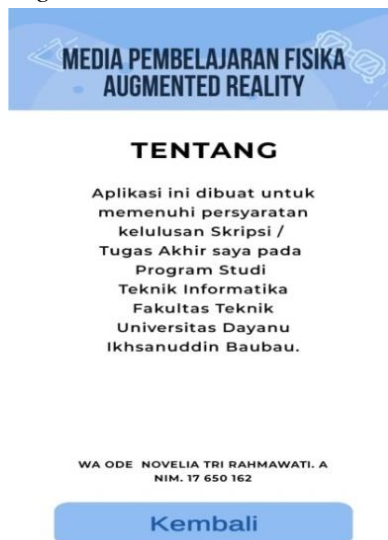 MEDIA PEMBELAJARAN FISIKA
AUGMENTED REALITY
TENTANG
Aplikasi ini dibuat untuk
memenuhi persyaratan
kelulusan Skripsi /
Tugas Akhir saya pada
Program Studi
Teknik Informatika
Fakultas Teknik
Universitas Dayanu
Ikhsanuddin Baubau.
WA ODE NOVELIA TRI RAHMAWATI. A
NIM. 17 650 162
Kembali